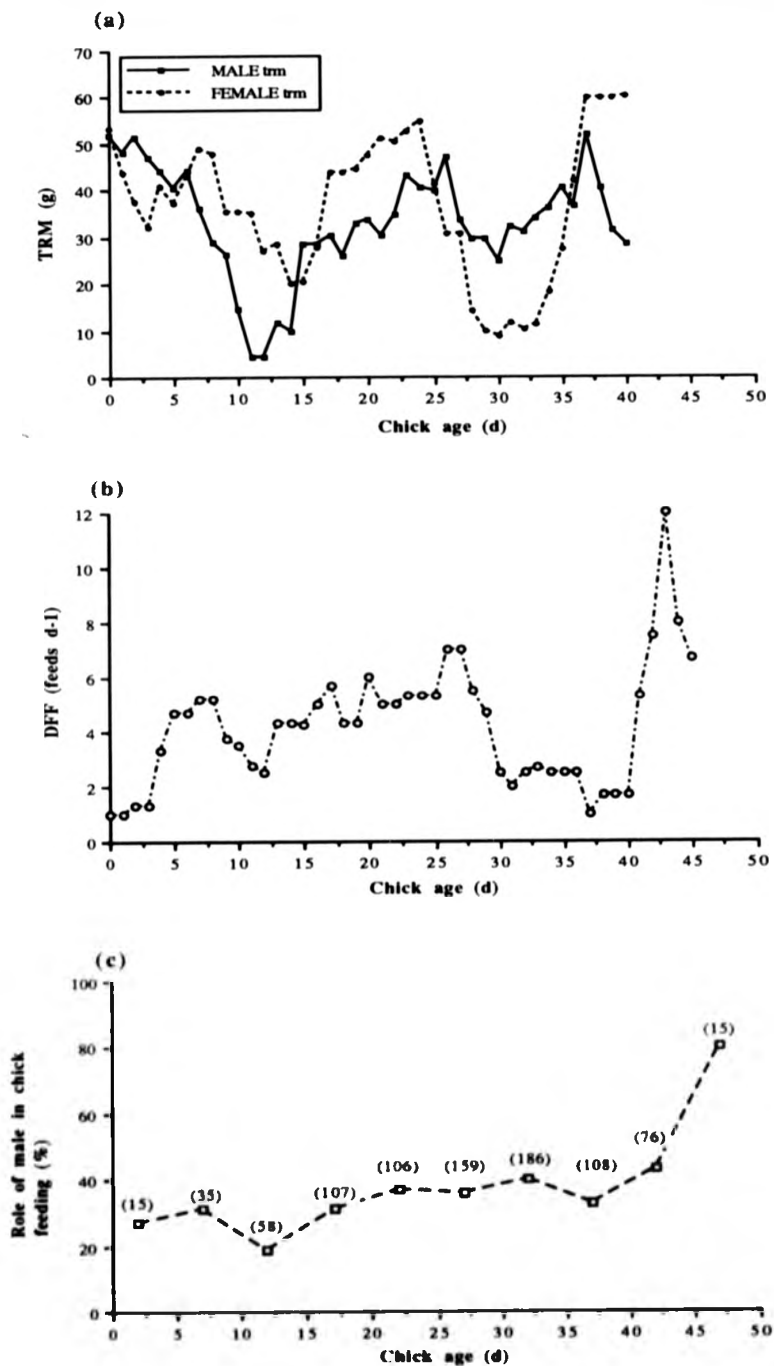 (a)
70
60
50
40
30
20
10
0
TRM (g)
MALE trm
FEMALE trm
0 5 10 15 20 25 30 35 40 45 50
Chick age (d)
(b)
12
10
8
6
4
2
0
DFF (feeds d-1)
0 5 10 15 20 25 30 35 40 45 50
Chick age (d)
(c)
100
80
60
40
20
0
Role of male in chick
feeding (%)
(15) (35) (58) (107) (106) (159) (186) (108) (76) (15)
0 5 10 15 20 25 30 35 40 45 50
Chick age (d)